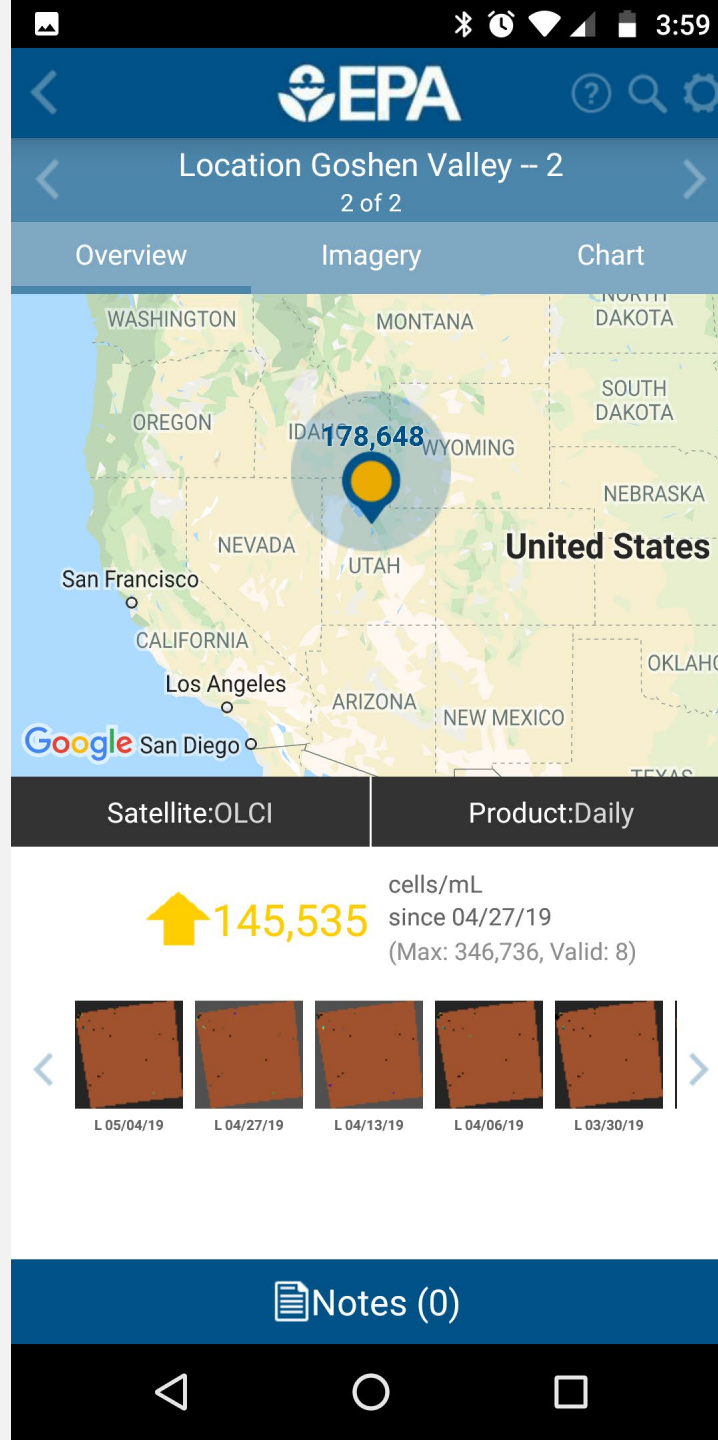 3:59
EPA
Location Goshen Valley -- 2
2 of 2
Overview Imagery Chart
WASHINGTON
MONTANA
NORTH
DAKOTA
OREGON
SOUTH
DAKOTA
178,648
WYOMING
NEBRASKA
NEVADA
United States
UTAH
San Francisco
CALIFORNIA
OKLAHO
Los Angeles
ARIZONA
NEW MEXICO
Google San Diego
TEXAS
Satellite:OLCI Product:Daily
145,535
cells/mL
since 04/27/19
(Max: 346,736, Valid: 8)
L 05/04/19 L 04/27/19 L 04/13/19 L 04/06/19 L 03/30/19
Notes (0)